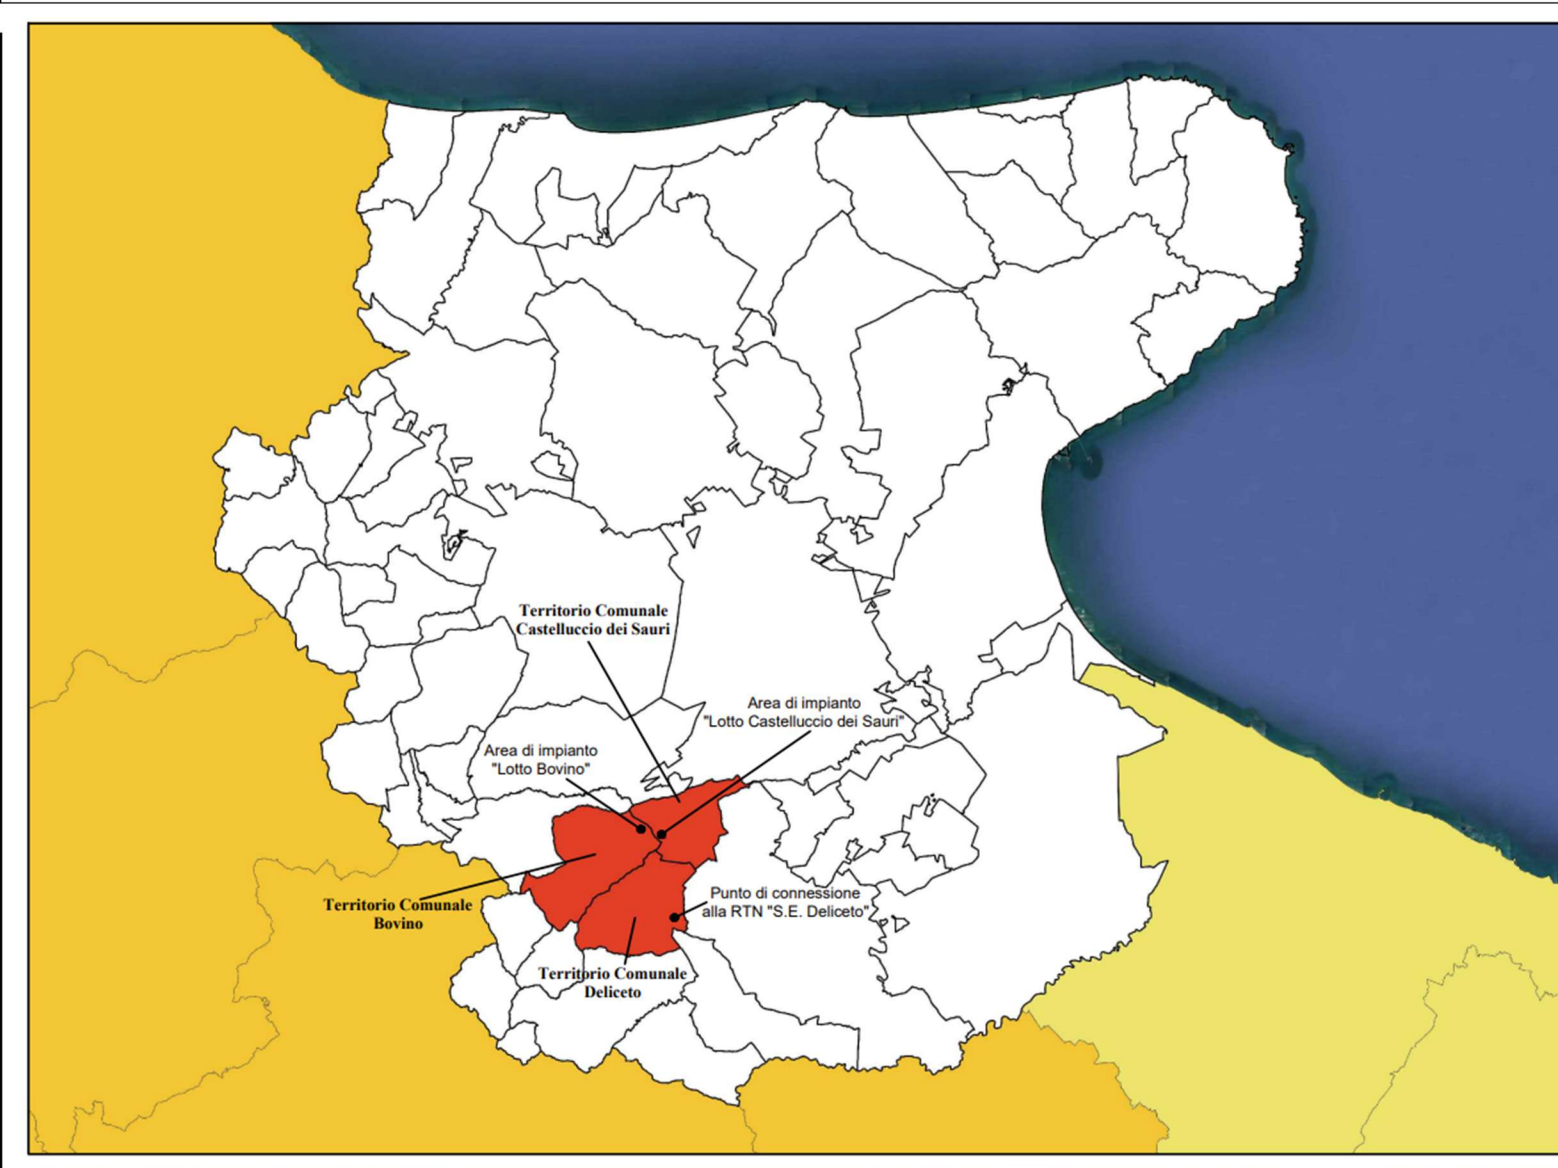 Territorio Comunale
Castelluccio dei Sauri
Area di impianto
"Lotto Castelluccio dei Sauri"
Area di impianto
"Lotto Bovino"
Punto di connessione
alla RTN "S.E. Deliceto"
Territorio Comunale
Bovino
Territorio Comunale
Deliceto